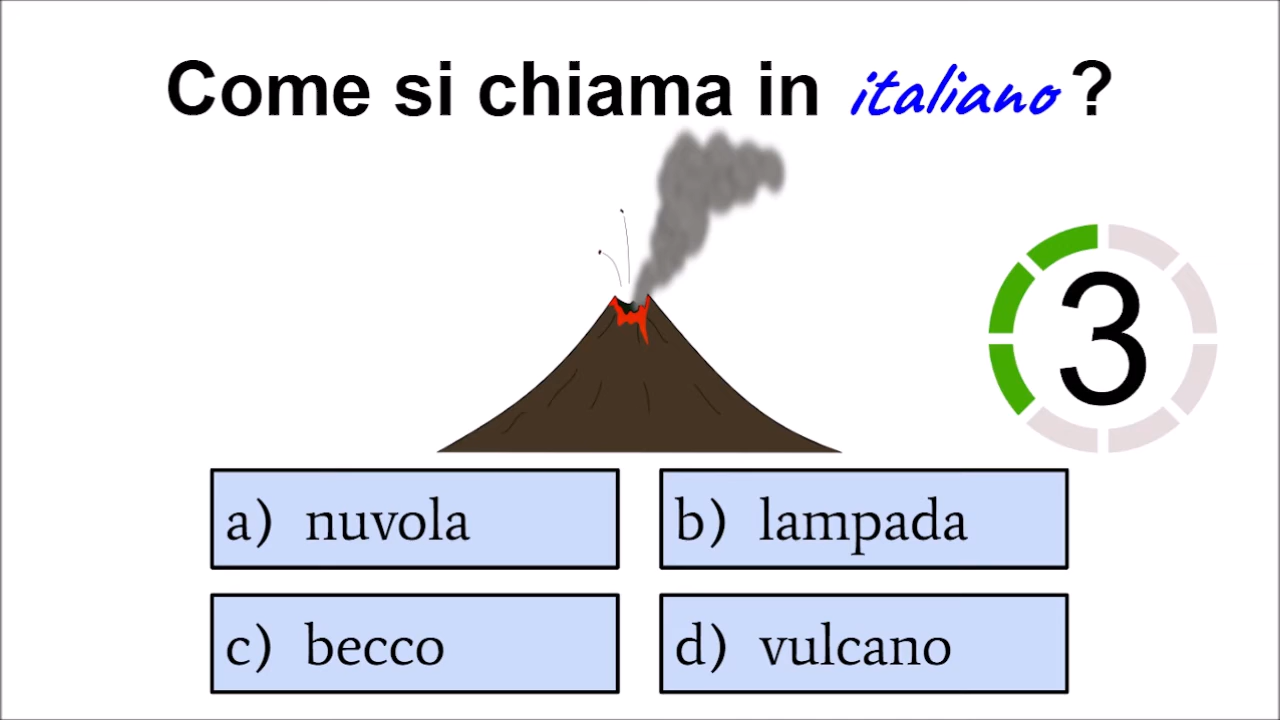 Come si chiama in italiano ?
3
a) nuvola
b) lampada
c) becco
d) vulcano